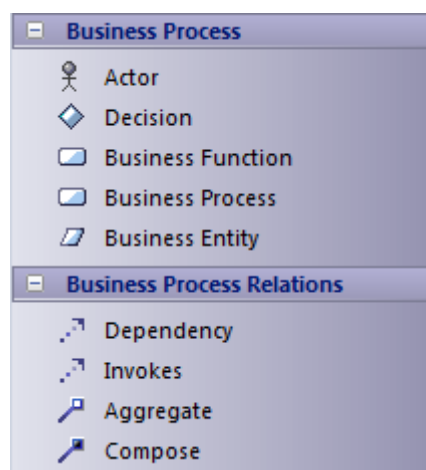 Business Process
Actor
Decision
Business Function
Business Process
Business Entity
Business Process Relations
Dependency
Invokes
Aggregate
Compose